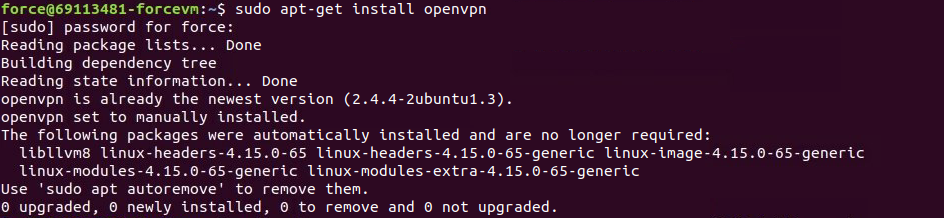 force@69113481-forcevm:~$ sudo apt-get install openvpn
[sudo] password for force:
Reading package lists... Done
Building dependency tree
Reading state information... Done
openvpn is already the newest version (2.4.4-2ubuntu1.3).
openvpn set to manually installed.
The following packages were automatically installed and are no longer required:
  libllvm8 linux-headers-4.15.0-65 linux-headers-4.15.0-65-generic linux-image-4.15.0-65-generic
  linux-modules-4.15.0-65-generic linux-modules-extra-4.15.0-65-generic
Use 'sudo apt autoremove' to remove them.
0 upgraded, 0 newly installed, 0 to remove and 0 not upgraded.